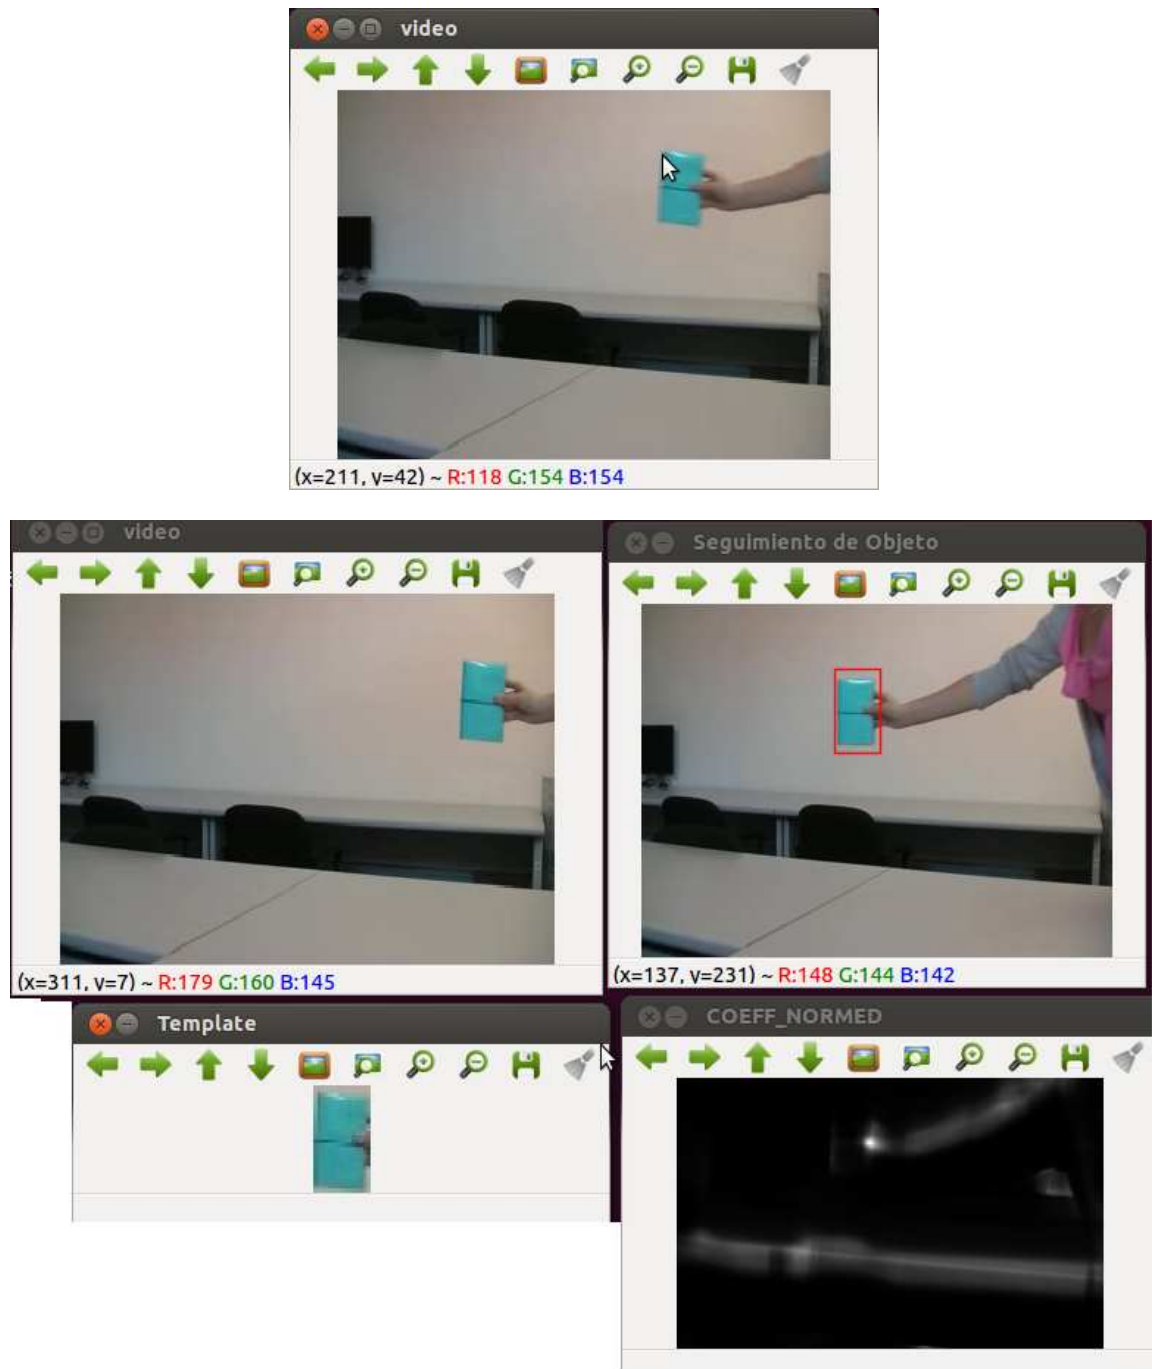 video
(x=211, y=42) ~ R:118 G:154 B:154
video
Seguimiento de Objeto
(x=311, y=7) ~ R:179 G:160 B:145
(x=137, y=231) ~ R:148 G:144 B:142
Template
COEFF_NORMED